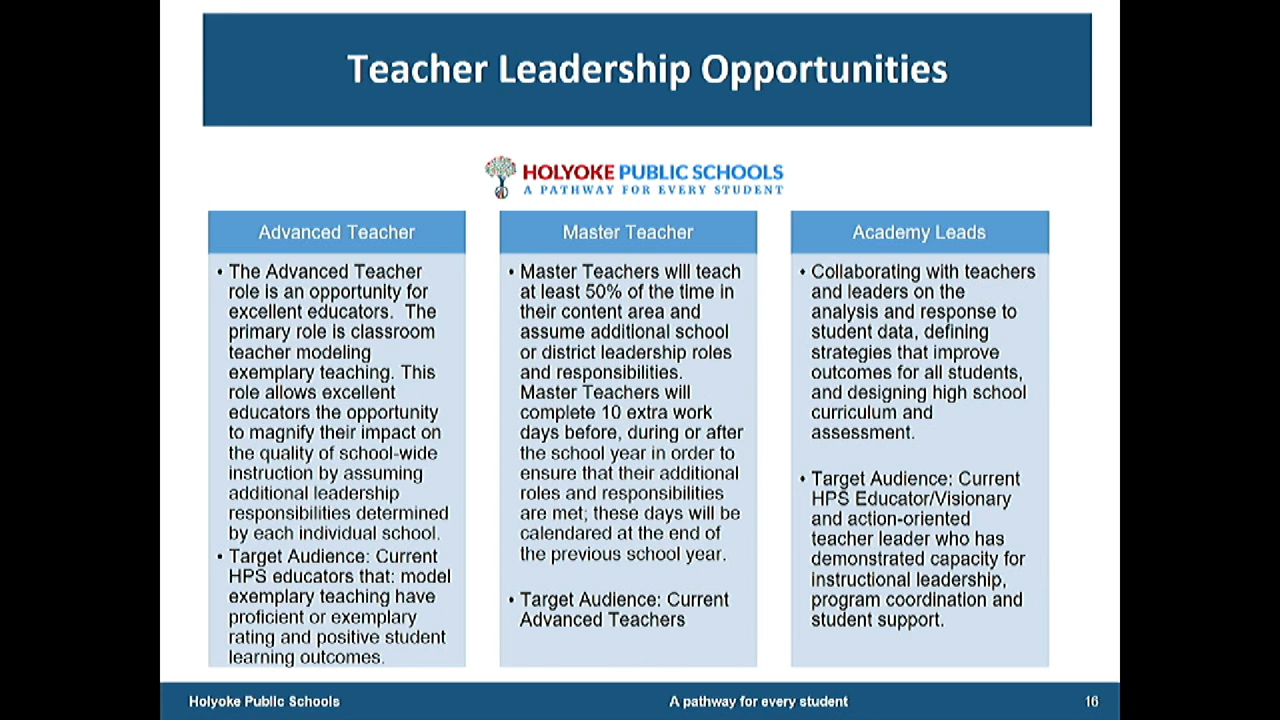 Teacher Leadership Opportunities
HOLYOKE PUBLIC SCHOOLS
A PATHWAY FOR EVERY STUDENT
Advanced Teacher
• The Advanced Teacher
role is an opportunity for
excellent educators.  The
primary role is classroom
teacher modeling
exemplary teaching. This
role allows excellent
educators the opportunity
to magnify their impact on
the quality of school-wide
instruction by assuming
additional leadership
responsibilities determined
by each individual school.
• Target Audience: Current
HPS educators that: model
exemplary teaching have
proficient or exemplary
rating and positive student
learning outcomes.
Master Teacher
• Master Teachers will teach
at least 50% of the time in
their content area and
assume additional school
or district leadership roles
and responsibilities.
Master Teachers will
complete 10 extra work
days before, during or after
the school year in order to
ensure that their additional
roles and responsibilities
are met; these days will be
calendared at the end of
the previous school year.
• Target Audience: Current
Advanced Teachers
Academy Leads
• Collaborating with teachers
and leaders on the
analysis and response to
student data, defining
strategies that improve
outcomes for all students,
and designing high school
curriculum and
assessment.
• Target Audience: Current
HPS Educator/Visionary
and action-oriented
teacher leader who has
demonstrated capacity for
instructional leadership,
program coordination and
student support.
Holyoke Public Schools
A pathway for every student
16